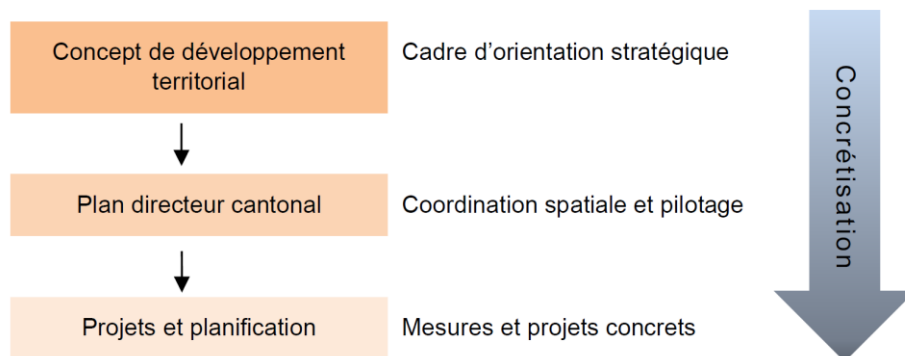 Concept de développement
territorial
Cadre d’orientation stratégique
Plan directeur cantonal
Coordination spatiale et pilotage
Projets et planification
Mesures et projets concrets
Concrétisation